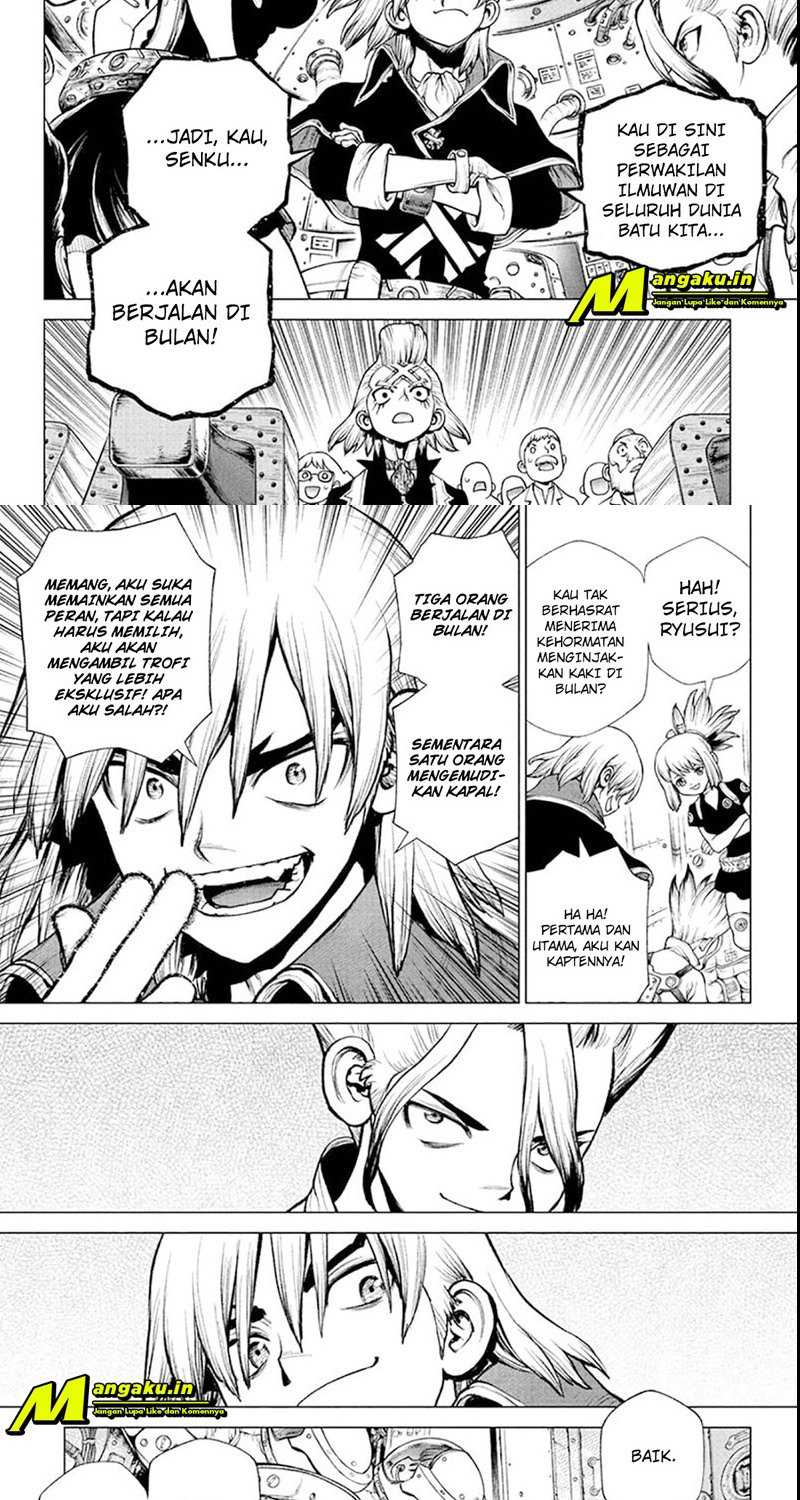 KAU DI SINI
SEBAGAI
PERWAKILAN
ILMUWAN DI
SELURUH DUNIA
BATU KITA...
...JADI, KAU,
SENKU...
...AKAN
BERJALAN DI
BULAN!
Mangaku.in
Jangan Lupa Like dan Komennya
HAH!
SERIUS,
RYUSUI?
KAU TAK
BERHASRAT
MENERIMA
KEHORMATAN
MENGINJAK-
KAN KAKI DI
BULAN?
HA HA!
PERTAMA DAN
UTAMA, AKU KAN
KAPTENNYA!
TIGA ORANG
BERJALAN DI
BULAN!
SEMENTARA
SATU ORANG
MENGEMUDI-
KAN KAPAL!
MEMANG, AKU SUKA
MEMAINKAN SEMUA
PERAN, TAPI KALAU
HARUS MEMILIH,
AKU AKAN
MENGAMBIL TROFI
YANG LEBIH
EKSKLUSIF! APA
AKU SALAH?!
Mangaku.in
Jangan Lupa Like dan Komennya
BAIK.